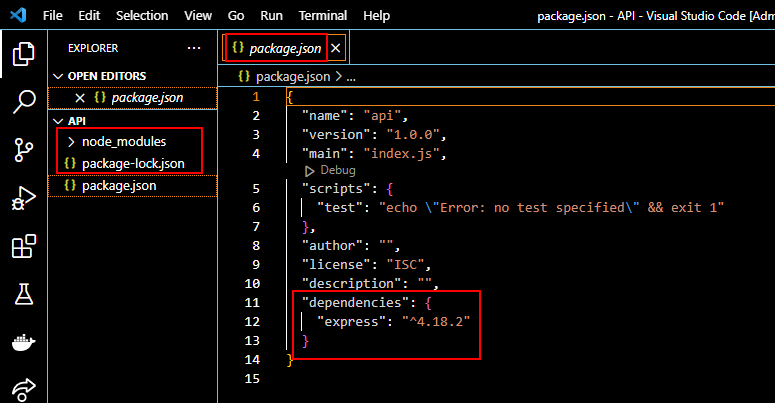 File Edit Selection View Go Run Terminal Help package.json - API - Visual Studio Code [Adm
EXPLORER ···
OPEN EDITORS
{} package.json
API
node_modules
{} package-lock.json
{} package.json
{} package.json
{} package.json > ...
1 {
2 "name": "api",
3 "version": "1.0.0",
4 "main": "index.js",
Debug
5 "scripts": {
6 "test": "echo \"Error: no test specified\" && exit 1"
7 },
8 "author": "",
9 "license": "ISC",
10 "description": "",
11 "dependencies": {
12 "express": "^4.18.2"
13 }
14 }
15